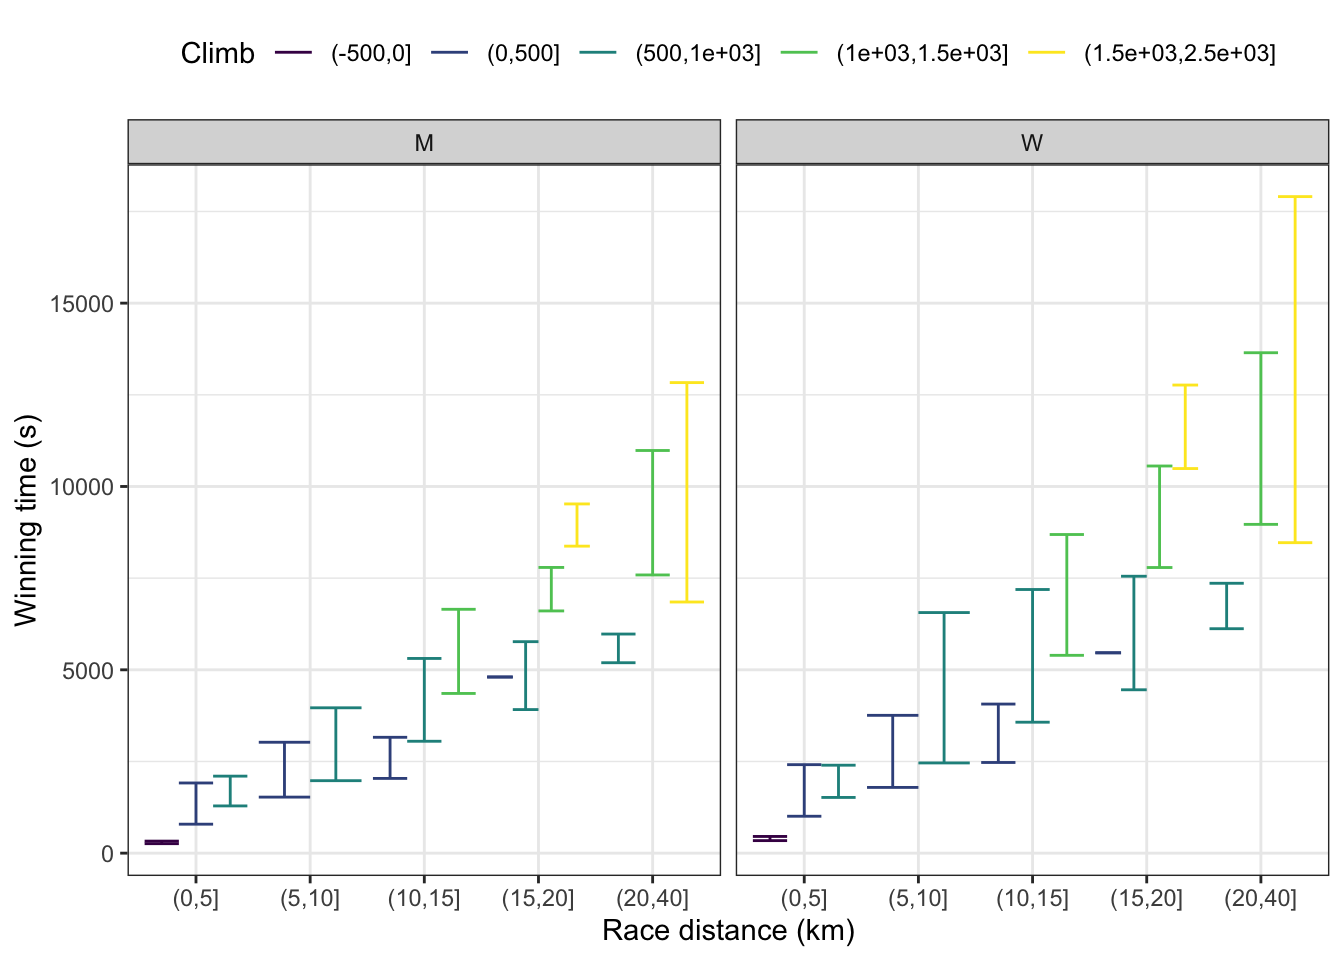 Climb (-500,0] (0,500] (500,1e+03] (1e+03,1.5e+03] (1.5e+03,2.5e+03]
M W
15000
10000
5000
0
Winning time (s)
(0,5] (5,10] (10,15] (15,20] (20,40] (0,5] (5,10] (10,15] (15,20] (20,40]
Race distance (km)